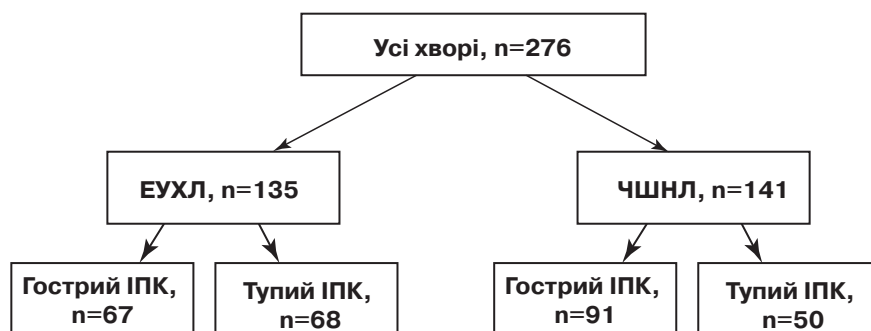 Усі хворі, n=276
ЕУХЛ, n=135
ЧШНЛ, n=141
Гострий ІПК,
n=67
Тупий ІПК,
n=68
Гострий ІПК,
n=91
Тупий ІПК,
n=50